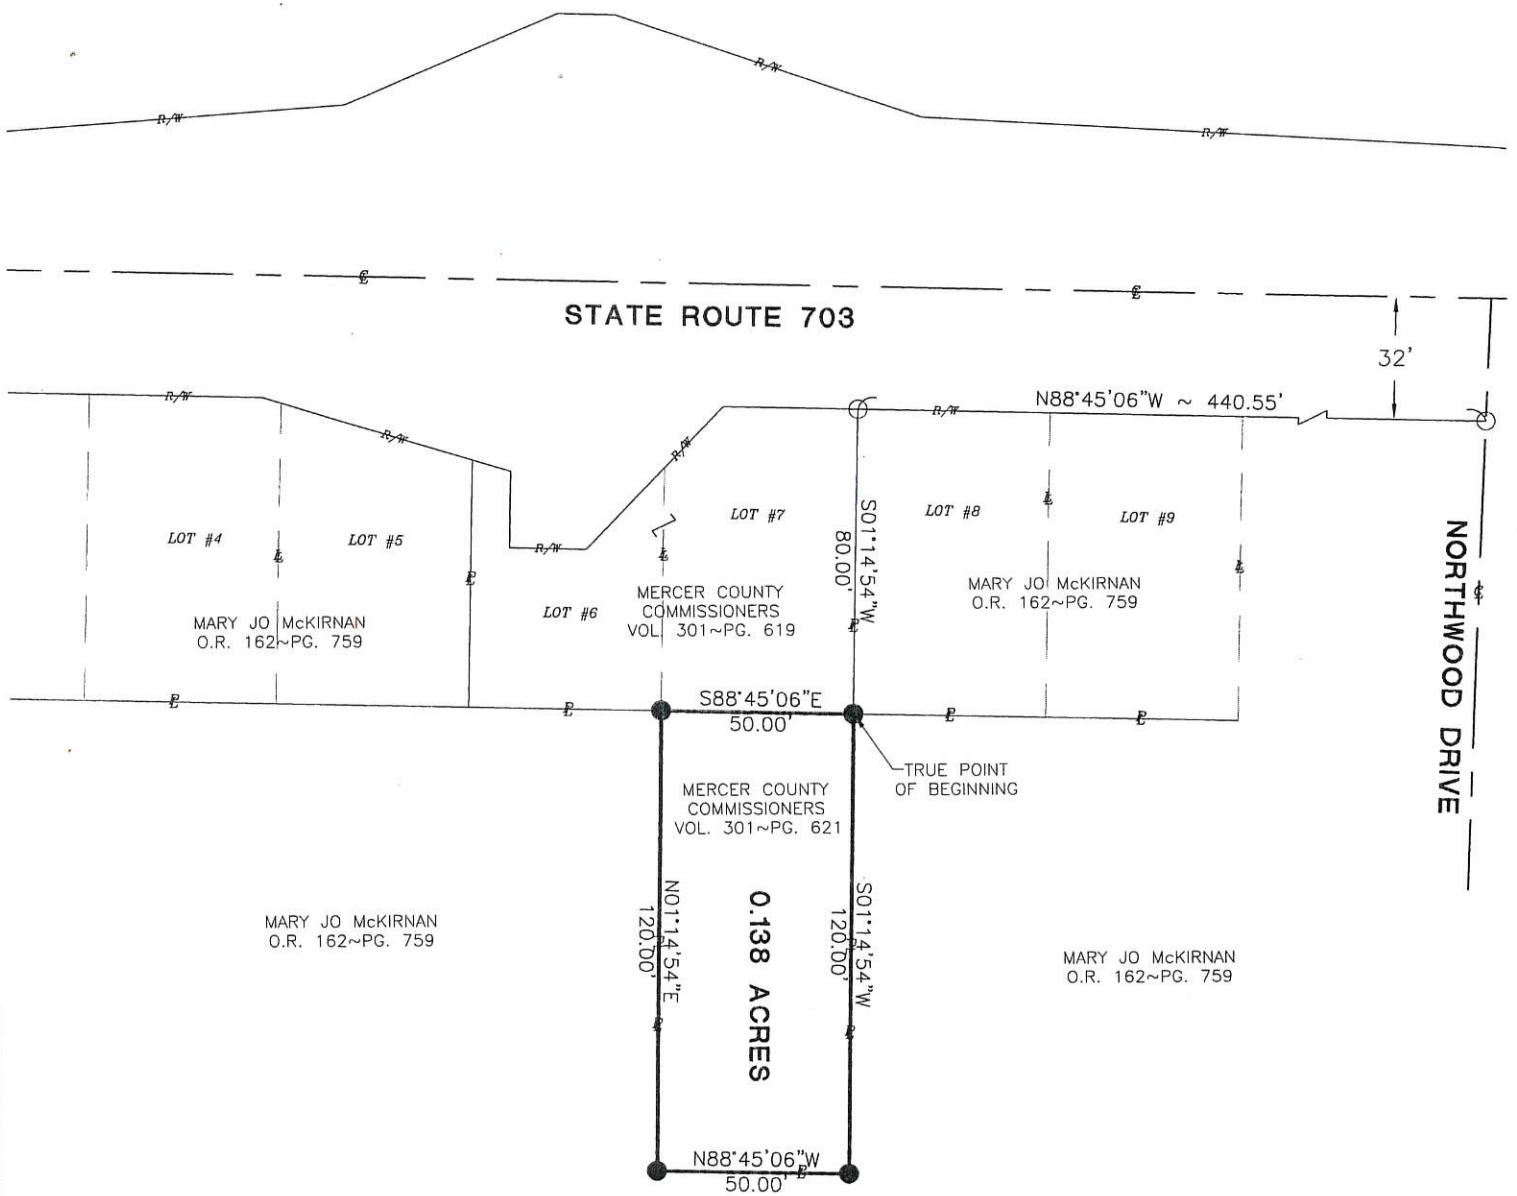 R/W
R/W
R/W
℄
℄
STATE ROUTE 703
32'
R/W
R/W
R/W
R/W
R/W
N88°45'06"W ~ 440.55'
LOT #4
LOT #5
LOT #6
LOT #7
LOT #8
LOT #9
S01°14'54"W
80.00'
MARY JO McKIRNAN
O.R. 162~PG. 759
MERCER COUNTY
COMMISSIONERS
VOL. 301~PG. 619
MARY JO McKIRNAN
O.R. 162~PG. 759
℄
NORTHWOOD DRIVE
S88°45'06"E
50.00'
TRUE POINT
OF BEGINNING
MERCER COUNTY
COMMISSIONERS
VOL. 301~PG. 621
N01°14'54"E
120.00'
0.138 ACRES
S01°14'54"W
120.00'
MARY JO McKIRNAN
O.R. 162~PG. 759
MARY JO McKIRNAN
O.R. 162~PG. 759
N88°45'06"W
50.00'